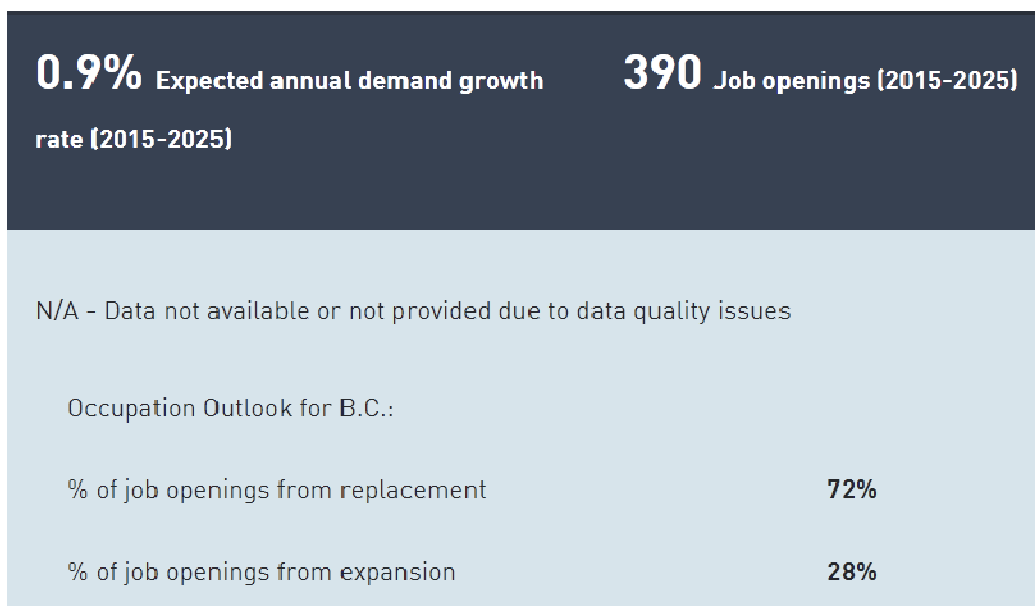 0.9% Expected annual demand growth
rate (2015-2025)
390 Job openings (2015-2025)
N/A - Data not available or not provided due to data quality issues
Occupation Outlook for B.C.:
% of job openings from replacement 72%
% of job openings from expansion 28%